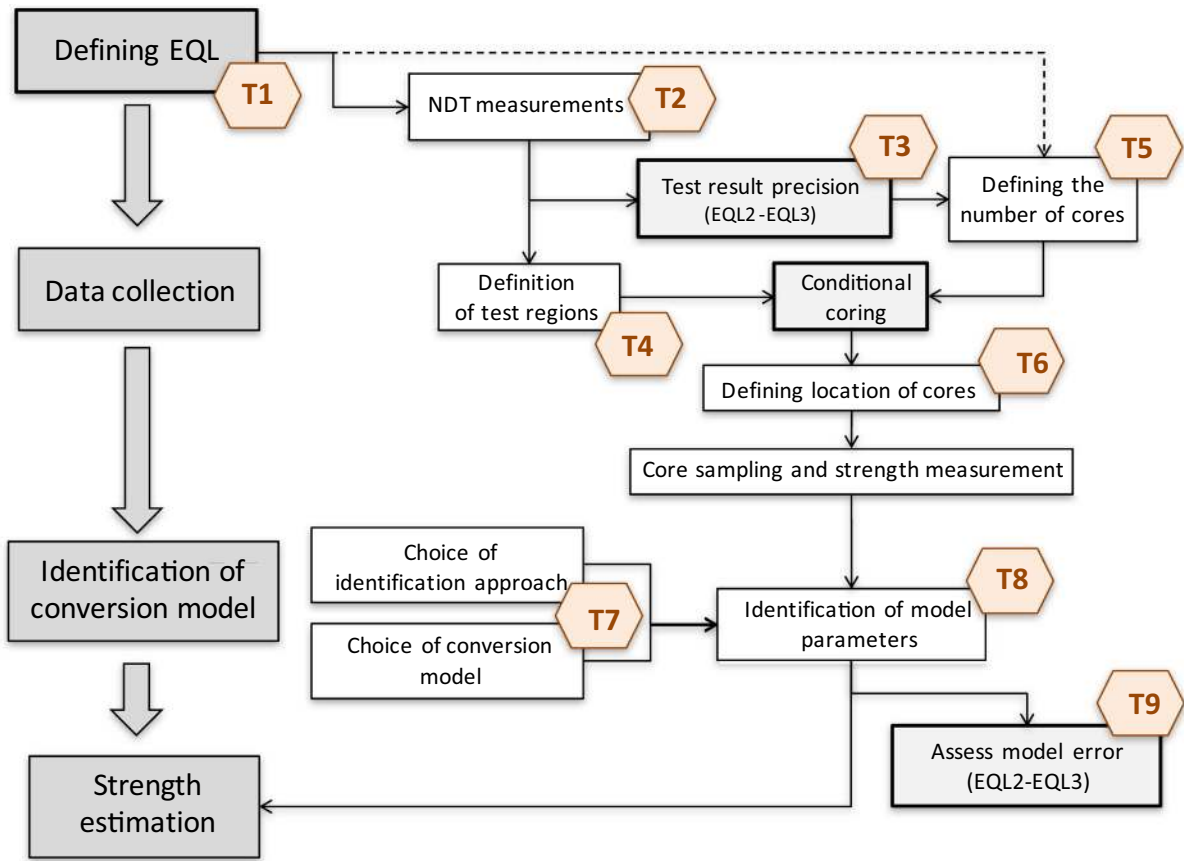 Defining EQL
T1
NDT measurements
T2
Test result precision
(EQL2-EQL3)
T3
Defining the
number of cores
T5
Data collection
Definition
of test regions
T4
Conditional
coring
Defining location of cores
T6
Core sampling and strength measurement
Identification of
conversion model
Choice of
identification approach
T7
Choice of conversion
model
Identification of model
parameters
T8
Assess model error
(EQL2-EQL3)
T9
Strength
estimation